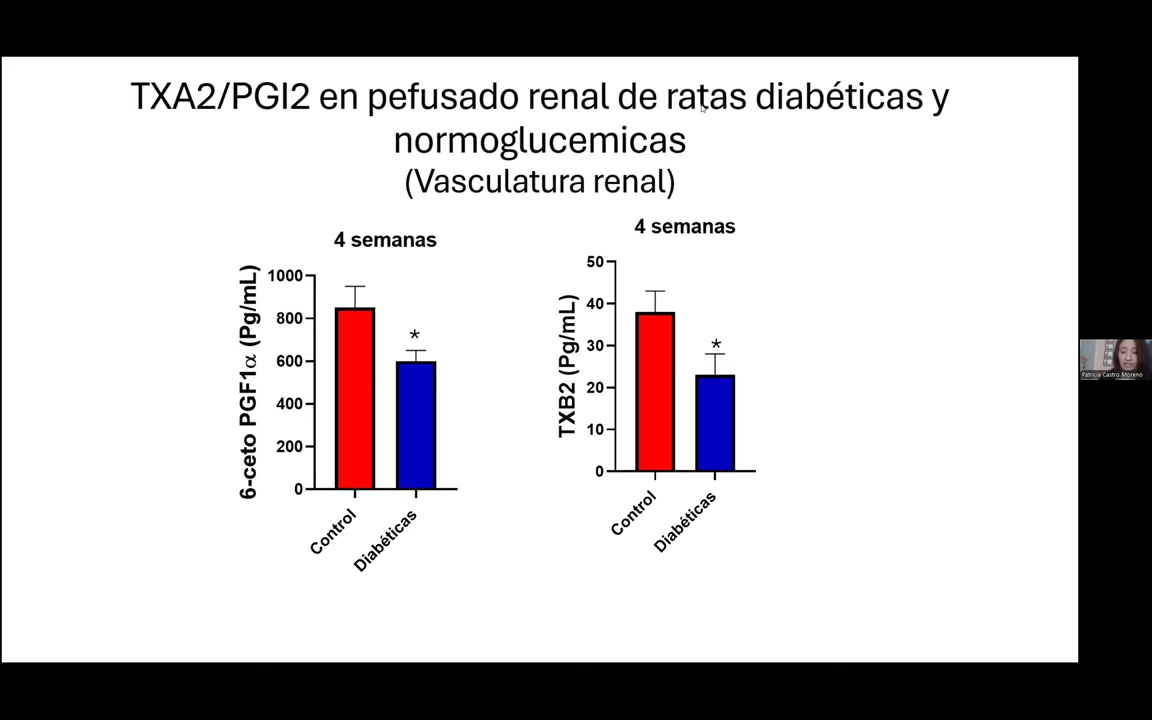 TXA2/PGI2 en pefusado renal de ratas diabéticas y
normoglucemicas
(Vasculatura renal)
4 semanas
6-ceto PGF1α (Pg/mL)
1000
800
600
400
200
0
*
Control
Diabéticas
4 semanas
TXB2 (Pg/mL)
50
40
30
20
10
0
*
Control
Diabéticas
Patricia Castro Moreno